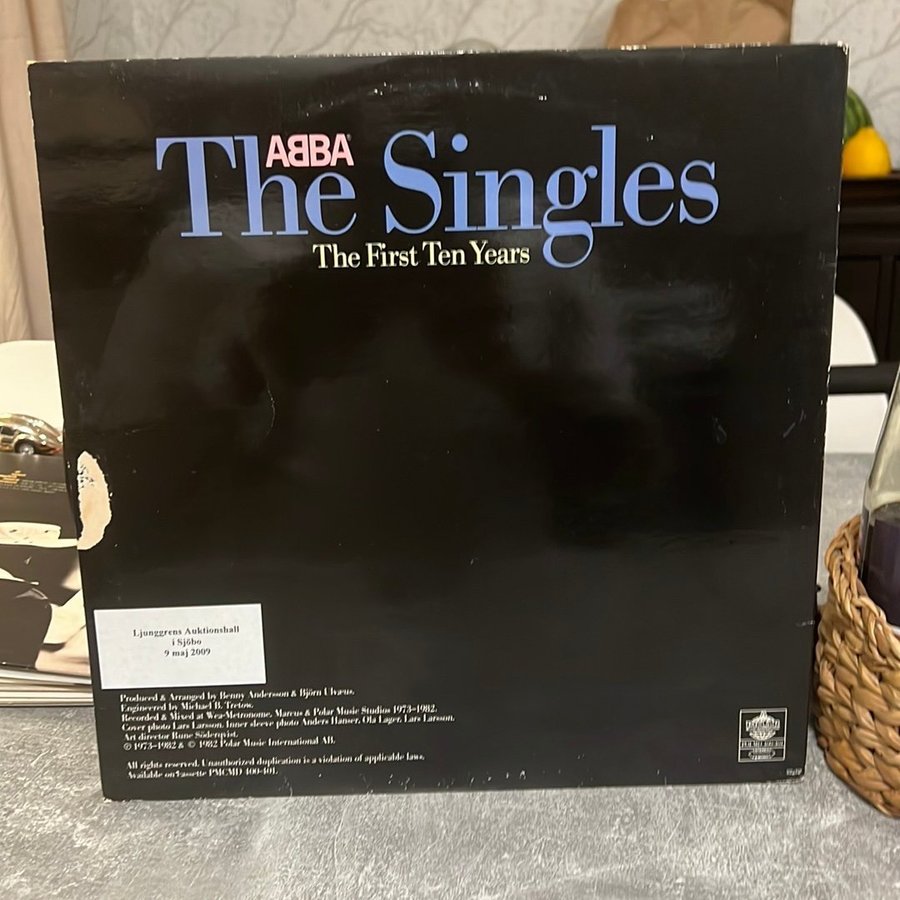 ABBA
The Singles
The First Ten Years
Ljunggrens Auktionshall
i Sjöbo
9 maj 2009
Produced & Arranged by Benny Andersson & Björn Ulvæus.
Engineered by Michael B. Tretow.
Recorded & Mixed at Wea-Metronome, Marcus & Polar Music Studios 1973–1982.
Cover photo Lars Larsson. Inner sleeve photo Anders Hanser, Ola Lager, Lars Larsson.
Art director Rune Söderqvist.
℗ 1973–1982 & © 1982 Polar Music International AB.
All rights reserved. Unauthorized duplication is a violation of applicable laws.
Available on cassette PCMD 400-401.